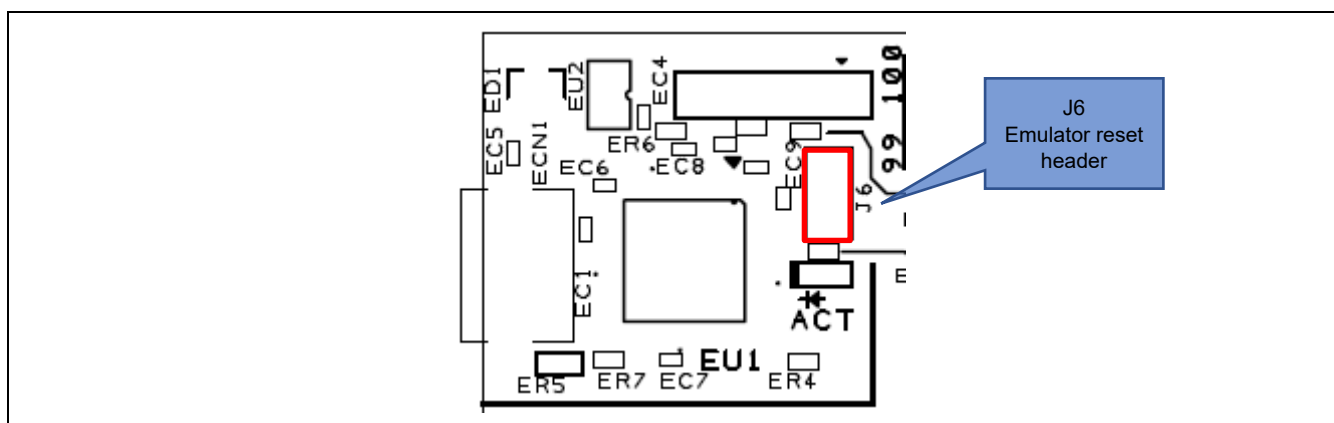 ED1
EU2
EC4
100
99
EC5
ECN1
ER6
EC8
EC9
EC6
J6
EC1
E
ACT
EU1
ER5
ER7
EC7
ER4
J6
Emulator reset
header